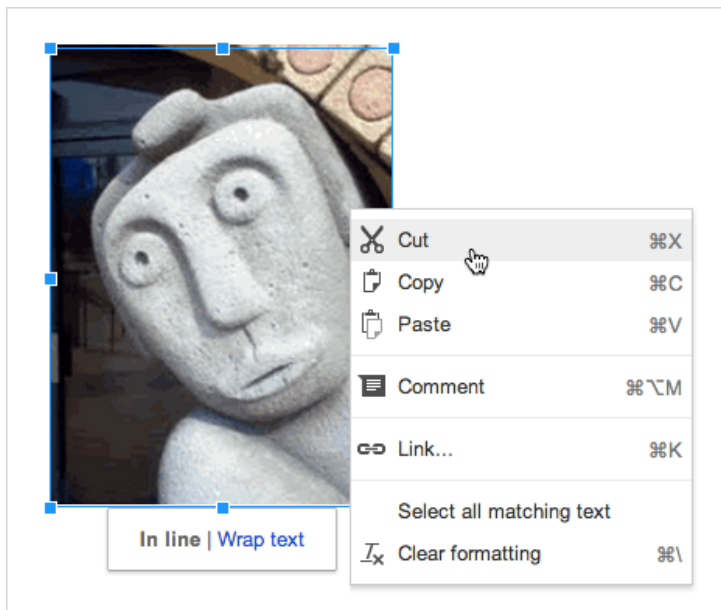 Cut ⌘X
Copy ⌘C
Paste ⌘V
Comment ⌘⌥M
Link... ⌘K
Select all matching text
Clear formatting ⌘\
In line | Wrap text